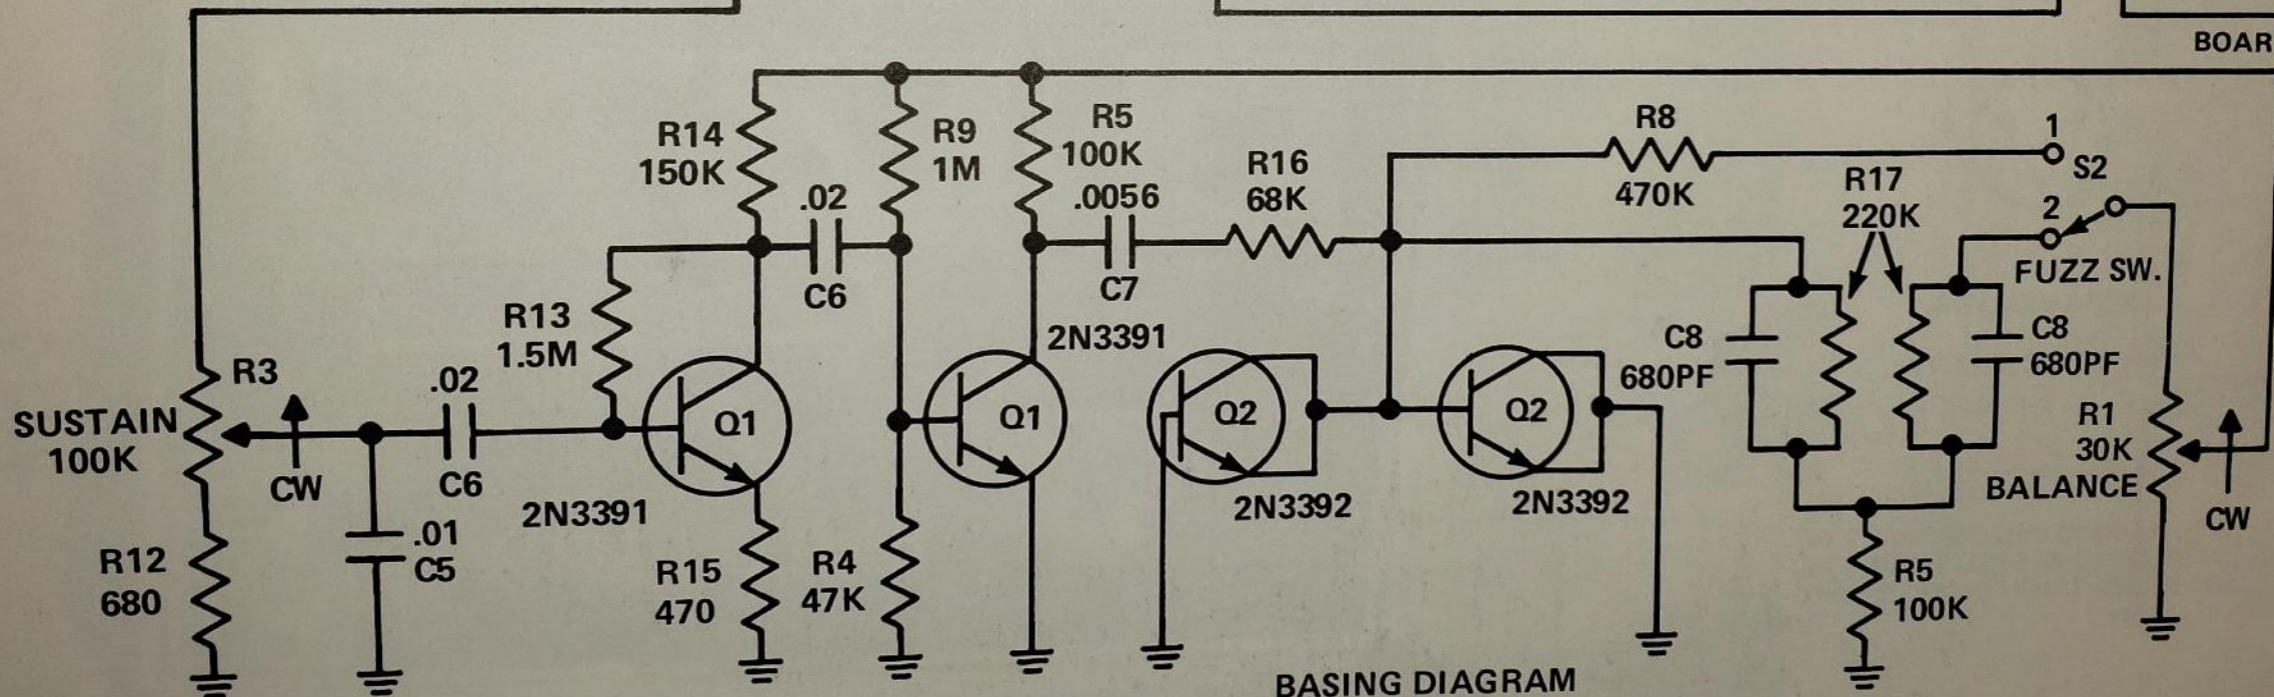 BOAR
R14
150K
.02
C6
R9
1M
R5
100K
.0056
C7
R16
68K
R8
470K
1
S2
2
FUZZ SW.
R17
220K
R13
1.5M
R3
SUSTAIN
100K
CW
.02
C6
2N3391
Q1
2N3391
Q1
Q2
2N3392
Q2
2N3392
C8
680PF
C8
680PF
R1
30K
BALANCE
CW
R12
680
.01
C5
R15
470
R4
47K
R5
100K
BASING DIAGRAM